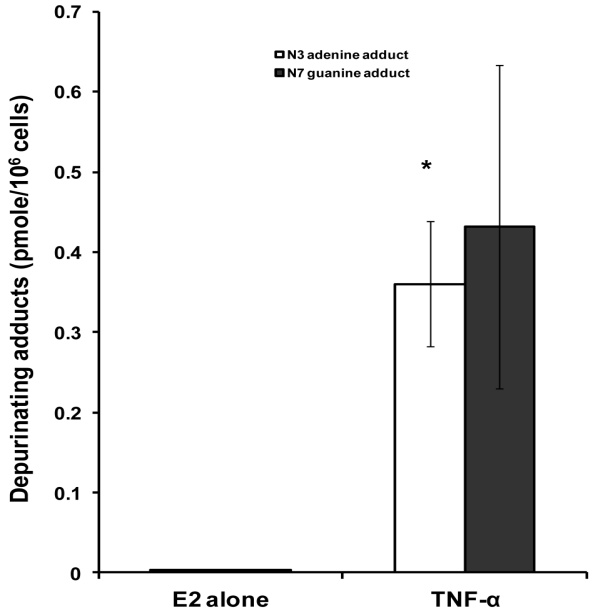 Depurinating adducts (pmole/10⁶ cells)
0.7
0.6
0.5
0.4
0.3
0.2
0.1
0
N3 adenine adduct
N7 guanine adduct
*
E2 alone
TNF-α